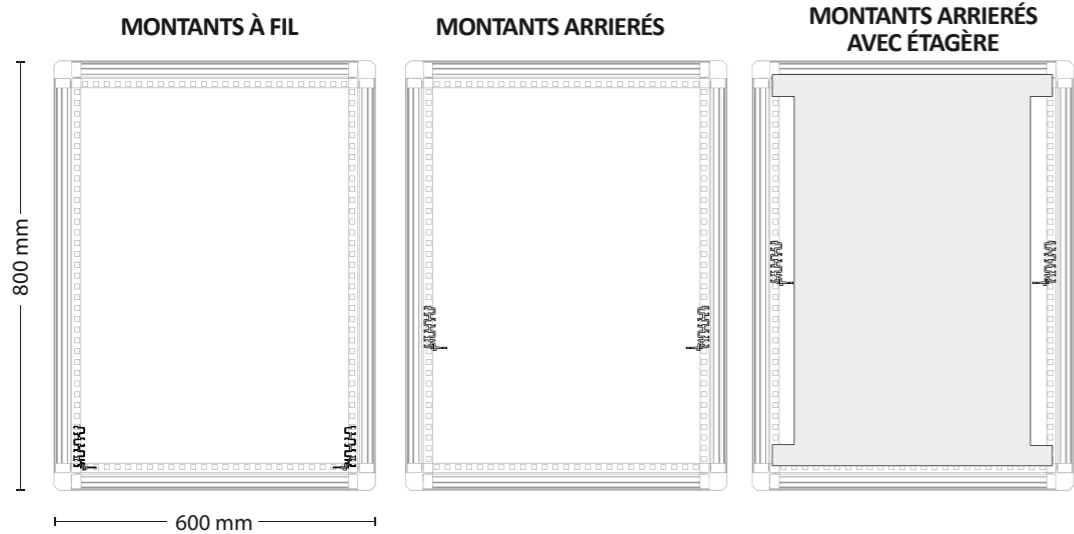 MONTANTS À FIL
MONTANTS ARRIERÉS
MONTANTS ARRIERÉS
AVEC ÉTAGÈRE
800 mm
600 mm